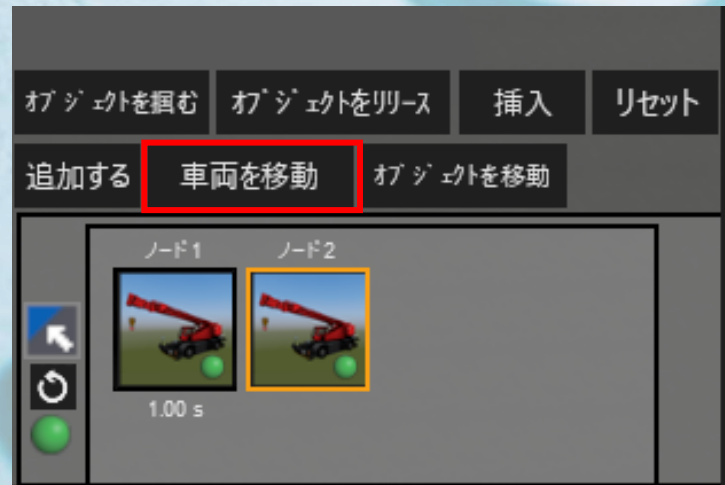 ｵﾌﾞｼﾞｪｸﾄを掴む ｵﾌﾞｼﾞｪｸﾄをﾘﾘｰｽ 挿入 リセット
追加する 車両を移動 ｵﾌﾞｼﾞｪｸﾄを移動
ﾉｰﾄﾞ1 ﾉｰﾄﾞ2
1.00 s